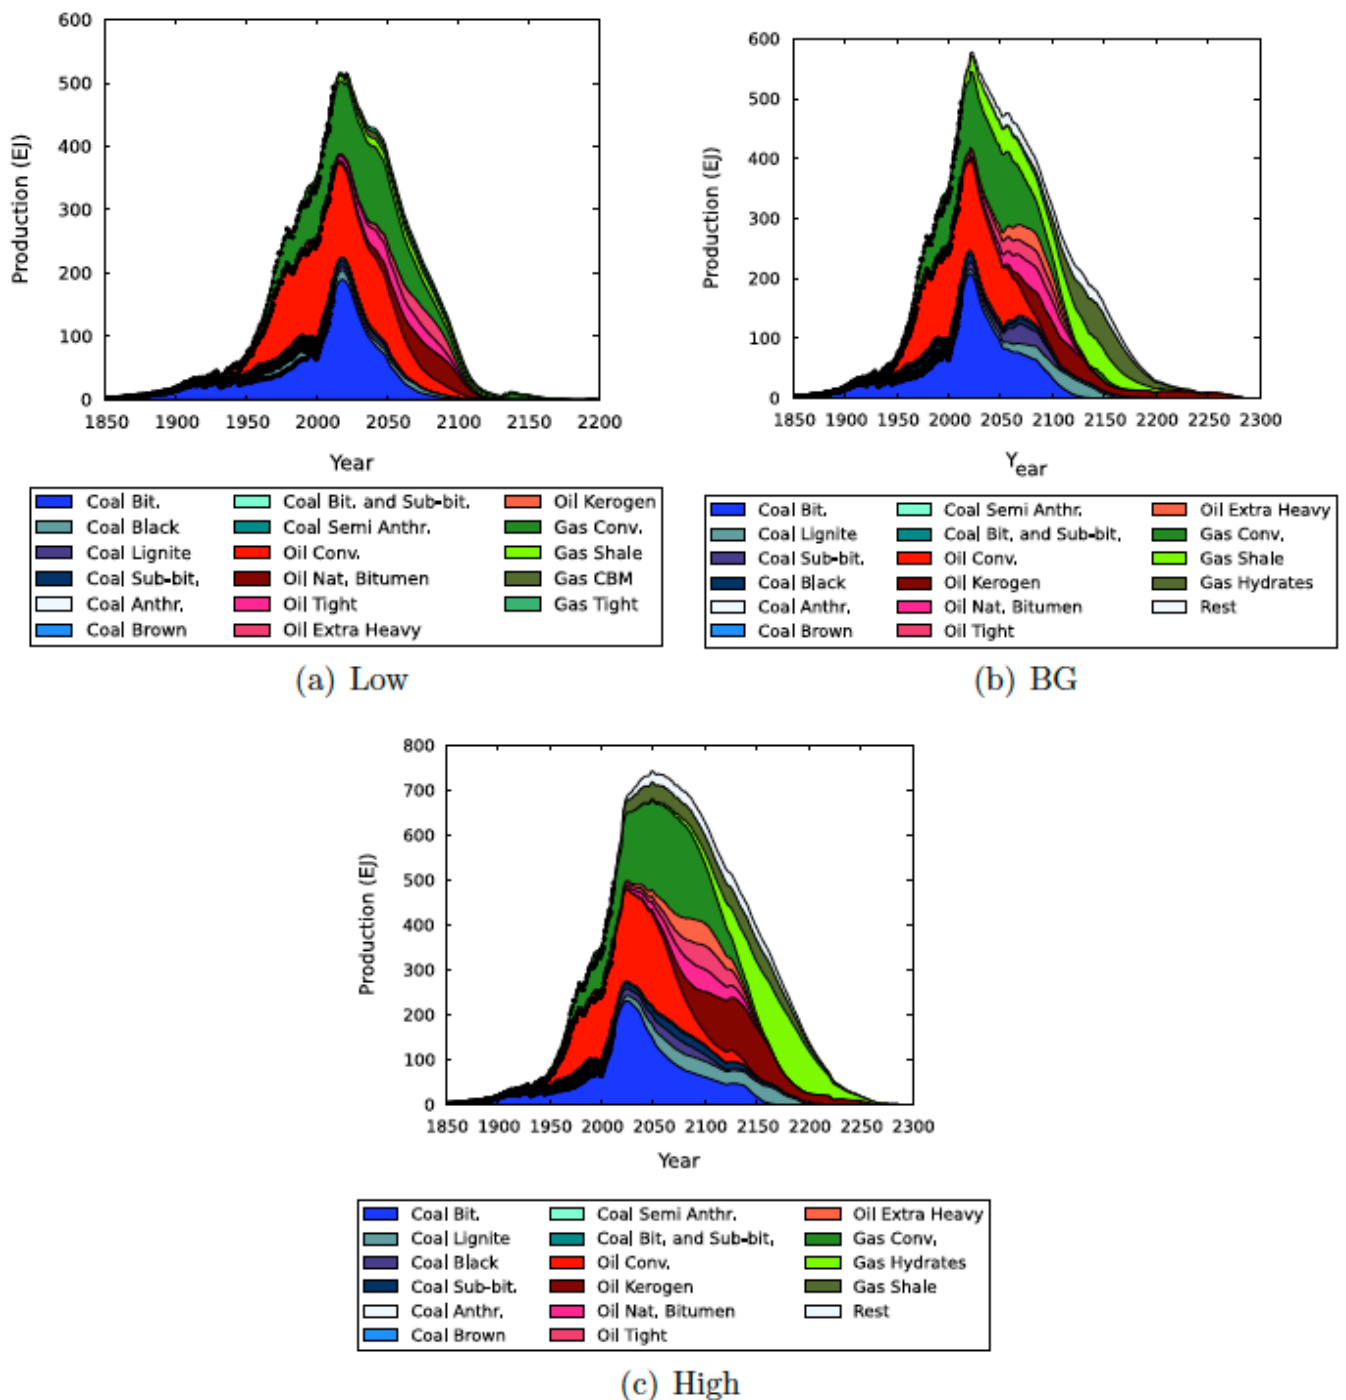 600
500
400
300
200
100
0
Production (EJ)
1850 1900 1950 2000 2050 2100 2150 2200
Year
Coal Bit. Coal Bit. and Sub-bit. Oil Kerogen
Coal Black Coal Semi Anthr. Gas Conv.
Coal Lignite Oil Conv. Gas Shale
Coal Sub-bit. Oil Nat. Bitumen Gas CBM
Coal Anthr. Oil Tight Gas Tight
Coal Brown Oil Extra Heavy
(a) Low
600
500
400
300
200
100
0
Production (EJ)
1850 1900 1950 2000 2050 2100 2150 2200 2250 2300
Year
Coal Bit. Coal Semi Anthr. Oil Extra Heavy
Coal Lignite Coal Bit. and Sub-bit. Gas Conv.
Coal Sub-bit. Oil Conv. Gas Shale
Coal Black Oil Kerogen Gas Hydrates
Coal Anthr. Oil Nat. Bitumen Rest
Coal Brown Oil Tight
(b) BG
800
700
600
500
400
300
200
100
0
Production (EJ)
1850 1900 1950 2000 2050 2100 2150 2200 2250 2300
Year
Coal Bit. Coal Semi Anthr. Oil Extra Heavy
Coal Lignite Coal Bit. and Sub-bit. Gas Conv.
Coal Black Oil Conv. Gas Hydrates
Coal Sub-bit. Oil Kerogen Gas Shale
Coal Anthr. Oil Nat. Bitumen Rest
Coal Brown Oil Tight
(c) High